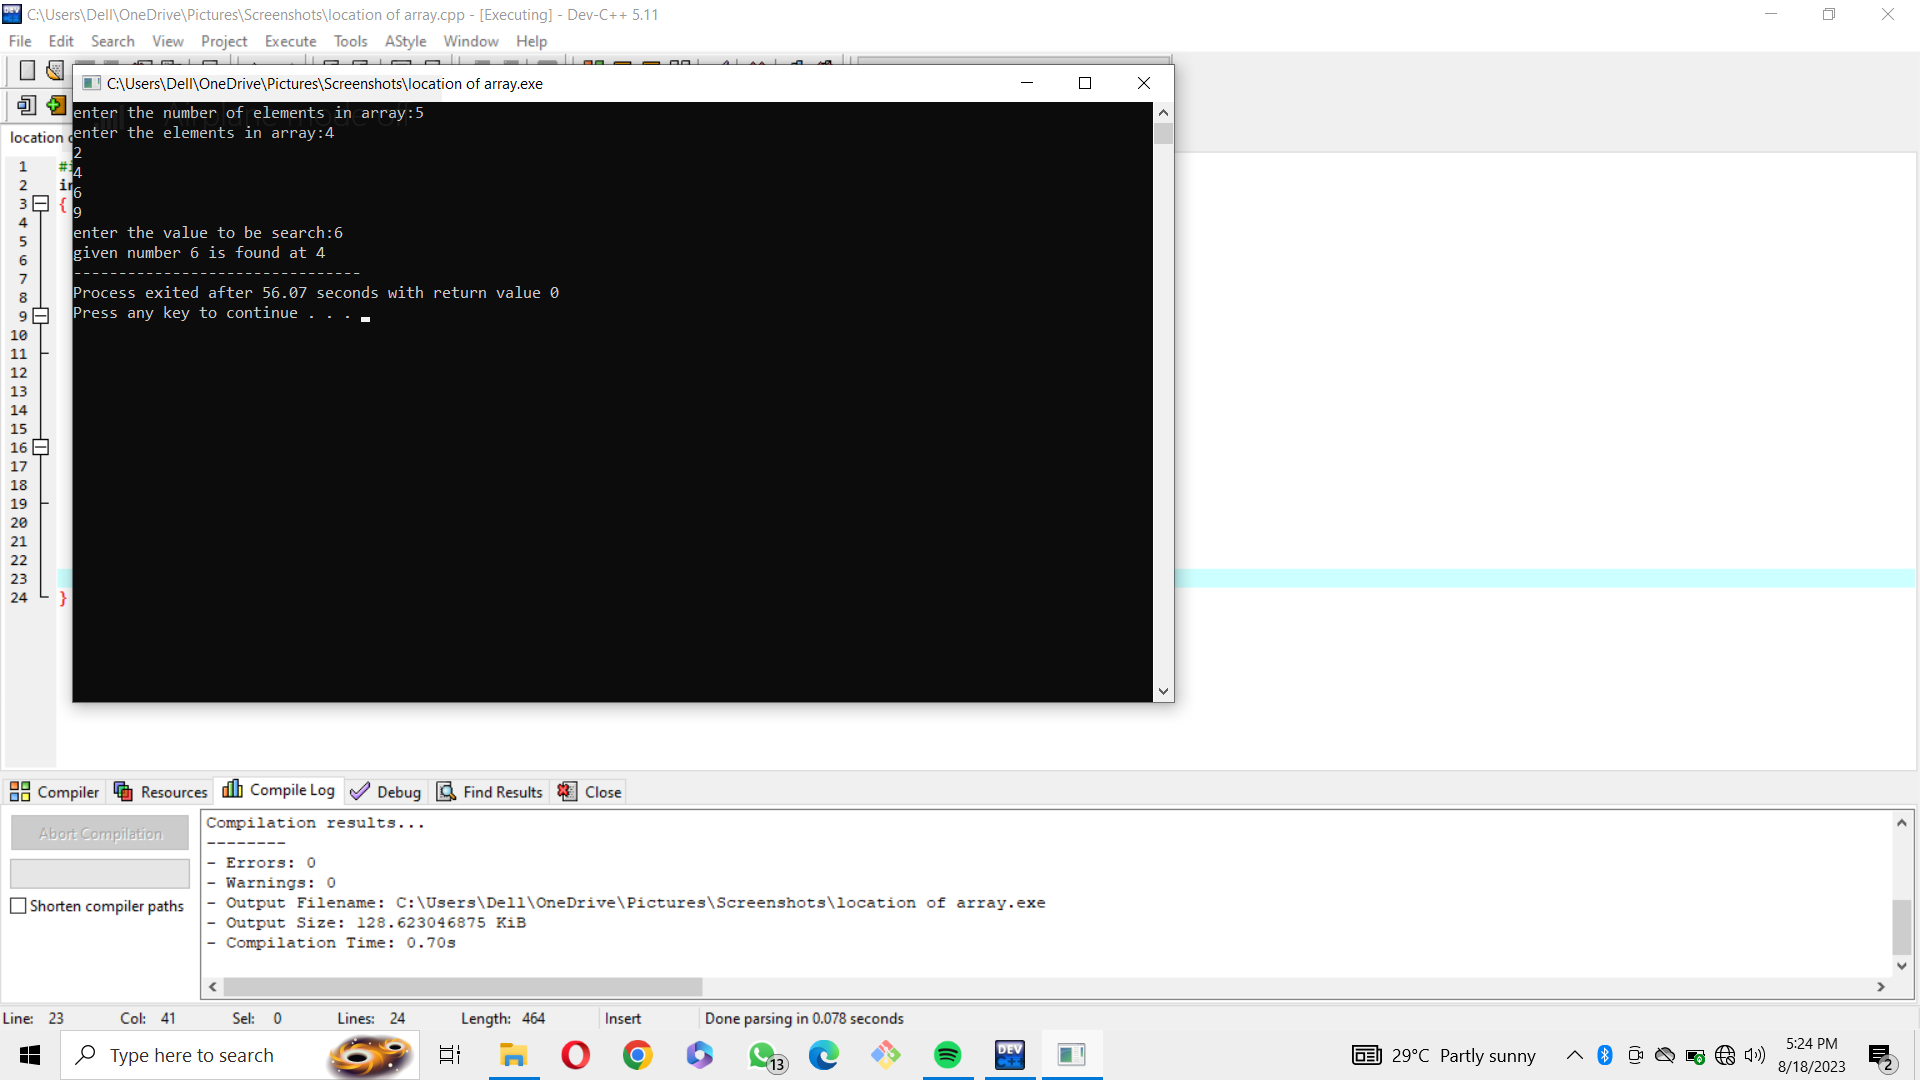 C:\Users\Dell\OneDrive\Pictures\Screenshots\location of array.cpp - [Executing] - Dev-C++ 5.11
File Edit Search View Project Execute Tools AStyle Window Help
C:\Users\Dell\OneDrive\Pictures\Screenshots\location of array.exe
enter the number of elements in array:5
enter the elements in array:4
2
4
6
9
enter the value to be search:6
given number 6 is found at 4
--------------------------------
Process exited after 56.07 seconds with return value 0
Press any key to continue . . .
location
1
2
3 {
4
5
6
7
8
9
10
11
12
13
14
15
16
17
18
19
20
21
22
23
24 }
Compiler Resources Compile Log Debug Find Results Close
Abort Compilation
Shorten compiler paths
Compilation results...
--------
- Errors: 0
- Warnings: 0
- Output Filename: C:\Users\Dell\OneDrive\Pictures\Screenshots\location of array.exe
- Output Size: 128.623046875 KiB
- Compilation Time: 0.70s
Line: 23 Col: 41 Sel: 0 Lines: 24 Length: 464 Insert Done parsing in 0.078 seconds
Type here to search
13
DEV
29°C Partly sunny
5:24 PM
8/18/2023
2